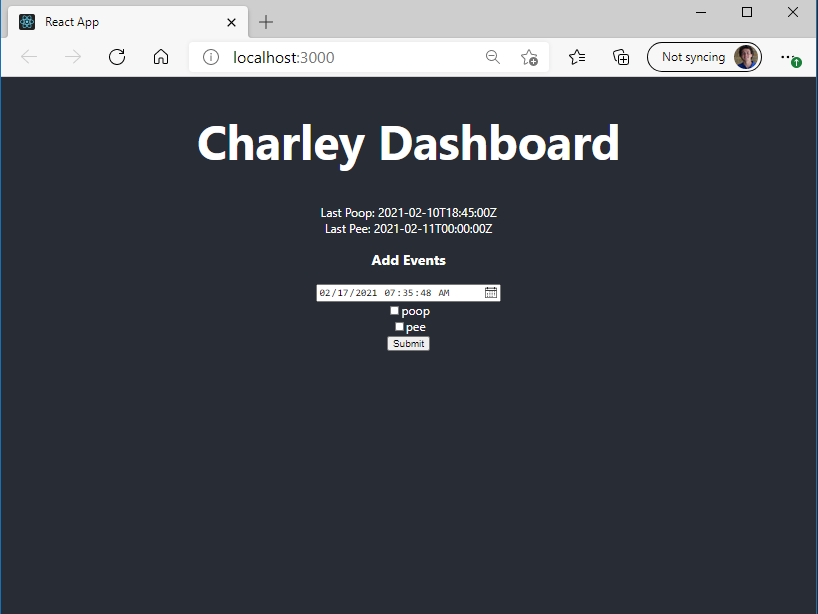 React App
localhost:3000
Not syncing
Charley Dashboard
Last Poop: 2021-02-10T18:45:00Z
Last Pee: 2021-02-11T00:00:00Z
Add Events
02/17/2021 07:35:48 AM
poop
pee
Submit